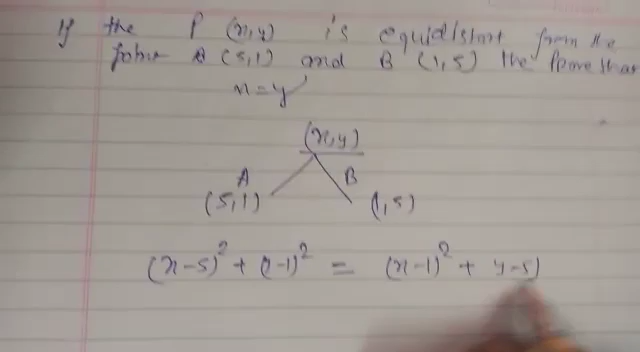 If the P (x,y) is equidistant from the
point A (5,1) and B (1,5) the Prove that
x=y
(x,y)
A B
(5,1) (1,5)
(x-5)² + (-1)² = (x-1)² + y-5)